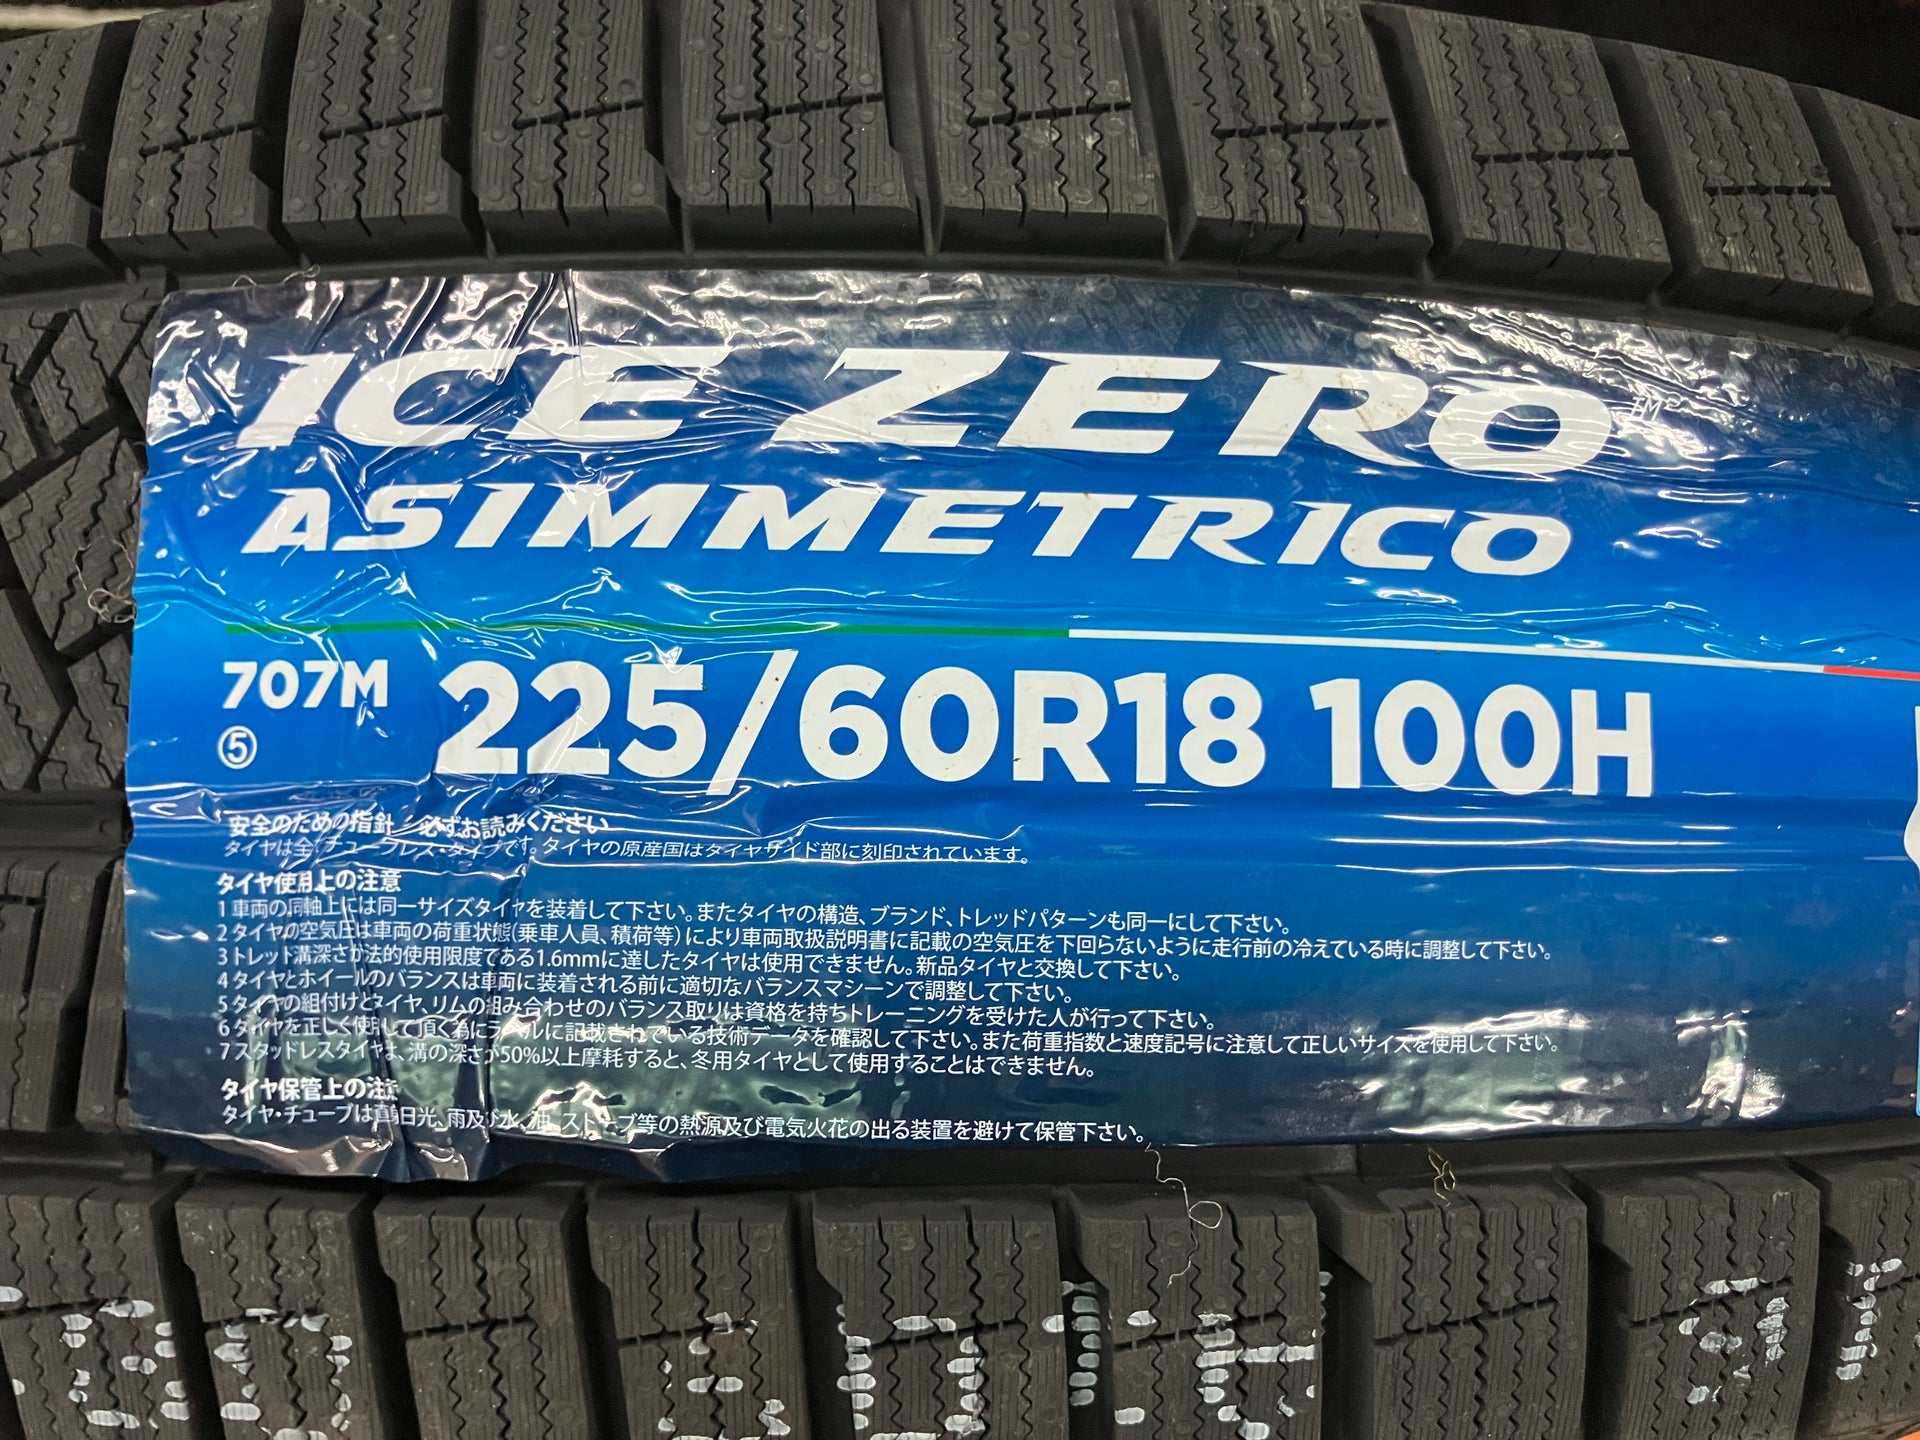 ICE ZERO™
ASIMMETRICO
707M 225/60R18 100H
⑤
安全のための指針 必ずお読みください
タイヤは全てチューブレス・タイプです。タイヤの原産国はタイヤサイド部に刻印されています。
タイヤ使用上の注意
1 車両の同軸上には同一サイズタイヤを装着して下さい。またタイヤの構造、ブランド、トレッドパターンも同一にして下さい。
2 タイヤの空気圧は車両の荷重状態(乗車人員、積荷等)により車両取扱説明書に記載の空気圧を下回らないように走行前の冷えている時に調整して下さい。
3 トレッド溝深さが法的使用限度である1.6mmに達したタイヤは使用できません。新品タイヤと交換して下さい。
4 タイヤとホイールのバランスは車両に装着される前に適切なバランスマシーンで調整して下さい。
5 タイヤの組付けとタイヤ、リムの組み合わせのバランス取りは資格を持ちトレーニングを受けた人が行って下さい。
6 タイヤを正しく使用して頂く為にラベルに記載されている技術データを確認して下さい。また荷重指数と速度記号に注意して正しいサイズを使用して下さい。
7 スタッドレスタイヤは、溝の深さが50%以上摩耗すると、冬用タイヤとして使用することはできません。
タイヤ保管上の注意
タイヤ・チューブは直射日光、雨及び水、油、ストーブ等の熱源及び電気火花の出る装置を避けて保管下さい。